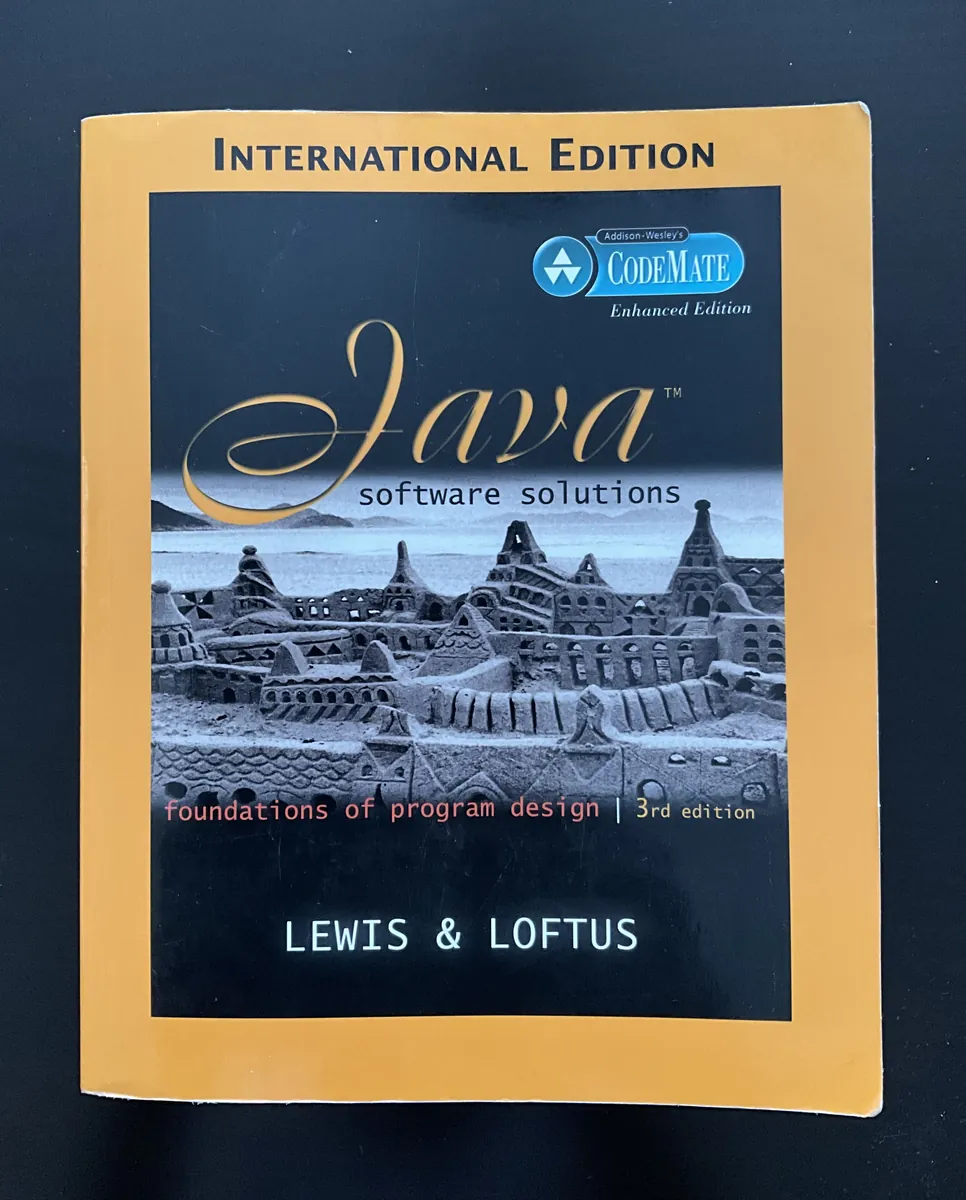 INTERNATIONAL EDITION
Addison-Wesley's
CODEMATE
Enhanced Edition
Java™
software solutions
foundations of program design | 3rd edition
LEWIS & LOFTUS